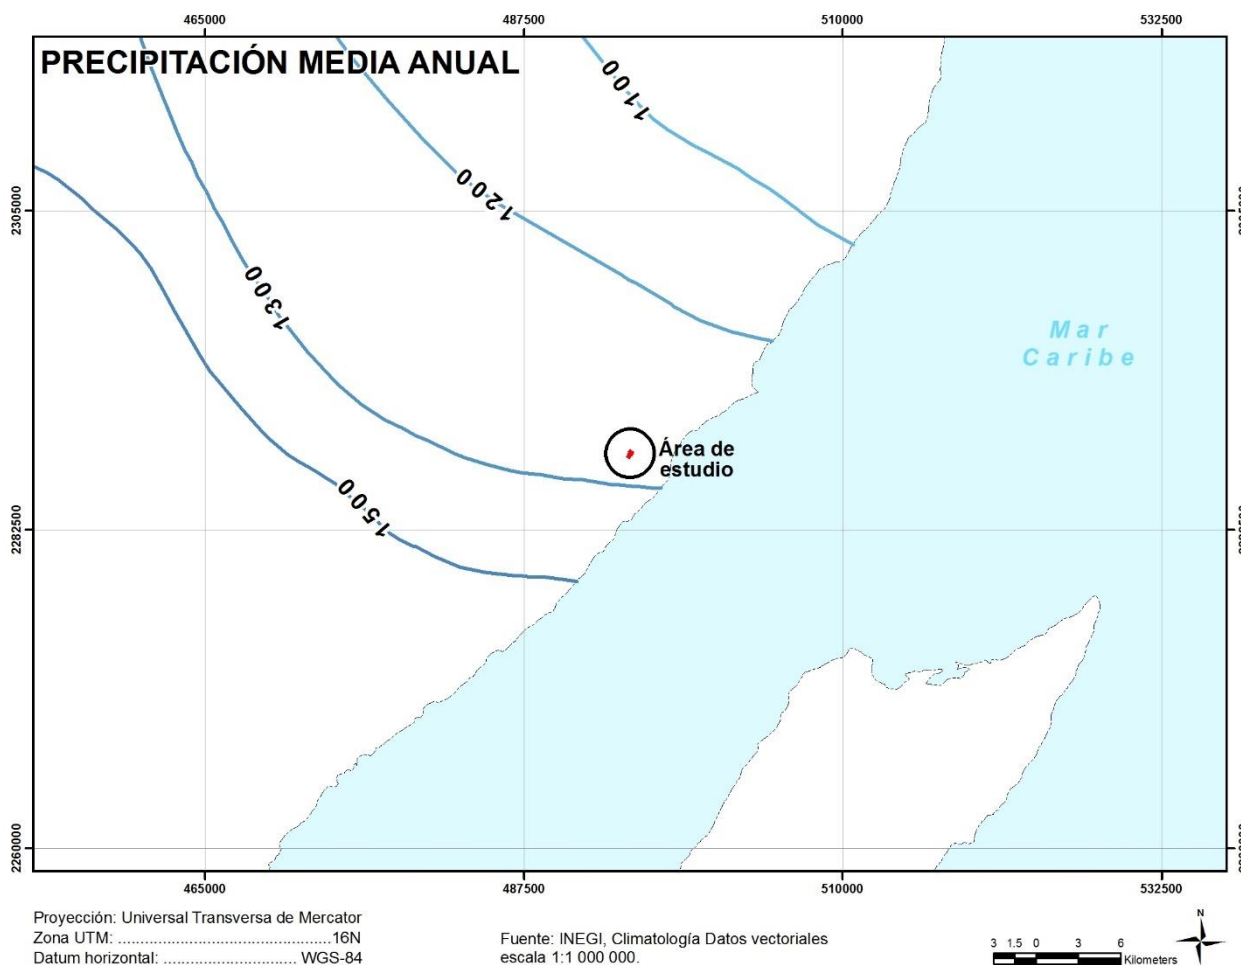 465000 487500 510000 532500
PRECIPITACIÓN MEDIA ANUAL
1100
1200
2305000
1300
Mar
Caribe
Área de
estudio
1500
2282500
2260000
465000 487500 510000 532500
Proyección: Universal Transversa de Mercator
Zona UTM: ..........................................16N
Datum horizontal: .......................... WGS-84
Fuente: INEGI, Climatología Datos vectoriales
escala 1:1 000 000.
N
3 1.5 0 3 6
Kilometers